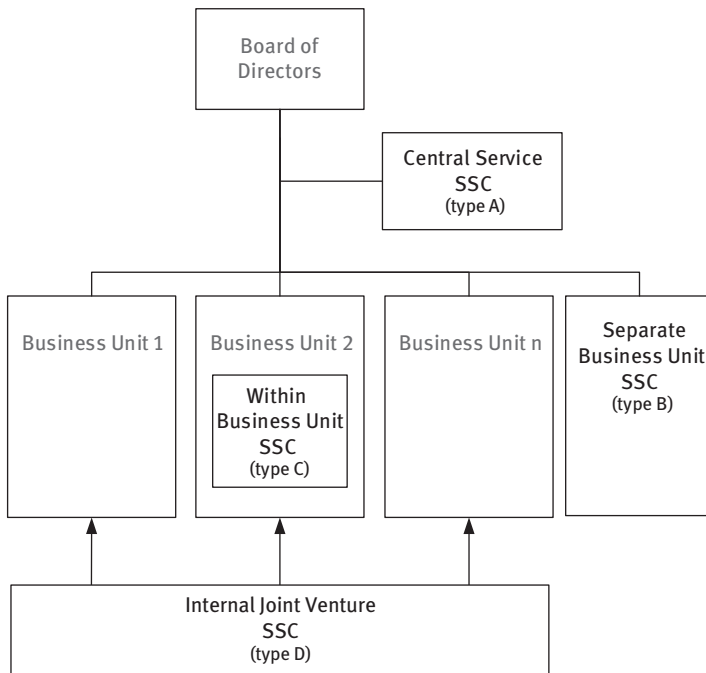 Board of
Directors
Central Service
SSC
(type A)
Business Unit 1
Business Unit 2
Business Unit n
Separate
Business Unit
SSC
(type B)
Within
Business Unit
SSC
(type C)
Internal Joint Venture
SSC
(type D)